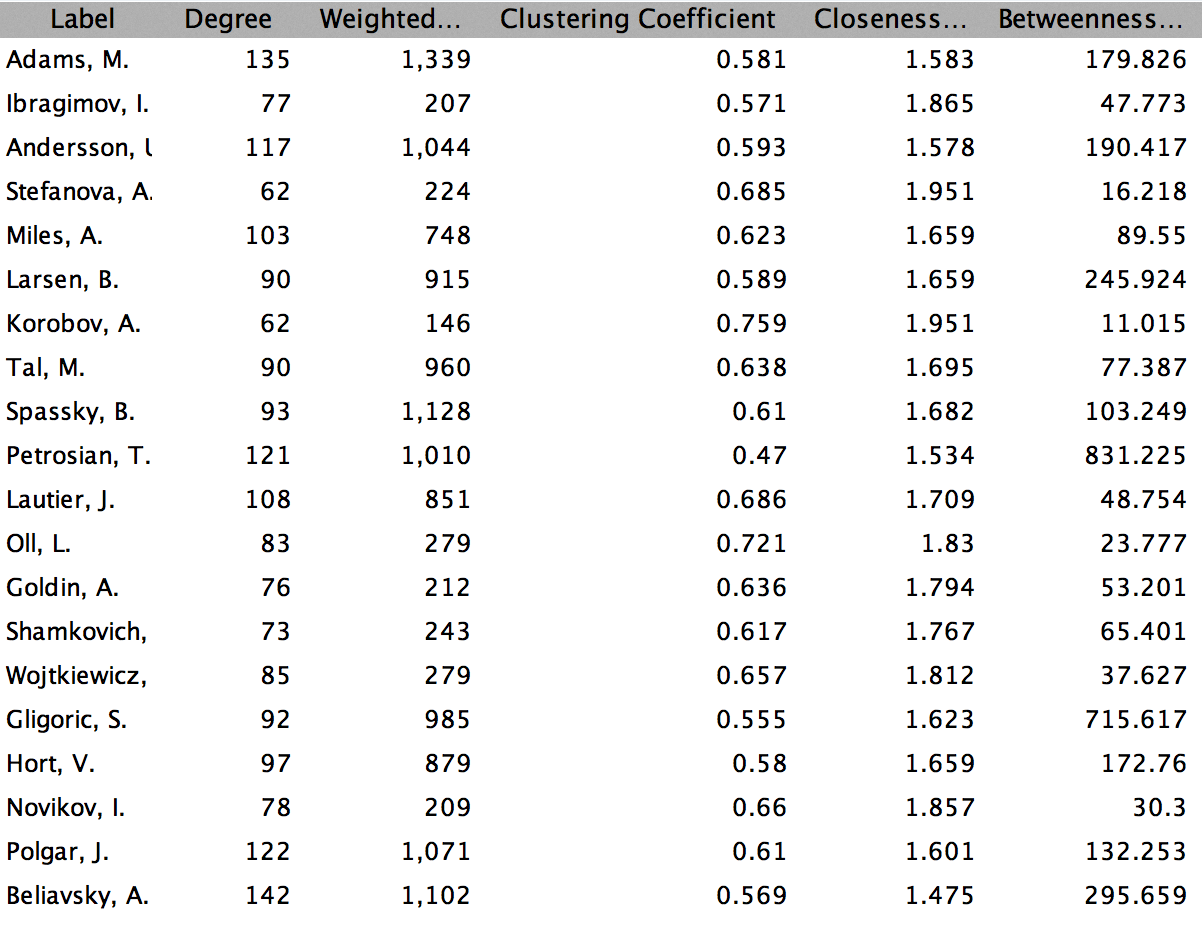 Label Degree Weighted... Clustering Coefficient Closeness... Betweenness...
Adams, M. 135 1,339 0.581 1.583 179.826
Ibragimov, I. 77 207 0.571 1.865 47.773
Andersson, 117 1,044 0.593 1.578 190.417
Stefanova, A. 62 224 0.685 1.951 16.218
Miles, A. 103 748 0.623 1.659 89.55
Larsen, B. 90 915 0.589 1.659 245.924
Korobov, A. 62 146 0.759 1.951 11.015
Tal, M. 90 960 0.638 1.695 77.387
Spassky, B. 93 1,128 0.61 1.682 103.249
Petrosian, T. 121 1,010 0.47 1.534 831.225
Lautier, J. 108 851 0.686 1.709 48.754
Oll, L. 83 279 0.721 1.83 23.777
Goldin, A. 76 212 0.636 1.794 53.201
Shamkovich, 73 243 0.617 1.767 65.401
Wojtkiewicz, 85 279 0.657 1.812 37.627
Gligoric, S. 92 985 0.555 1.623 715.617
Hort, V. 97 879 0.58 1.659 172.76
Novikov, I. 78 209 0.66 1.857 30.3
Polgar, J. 122 1,071 0.61 1.601 132.253
Beliavsky, A. 142 1,102 0.569 1.475 295.659